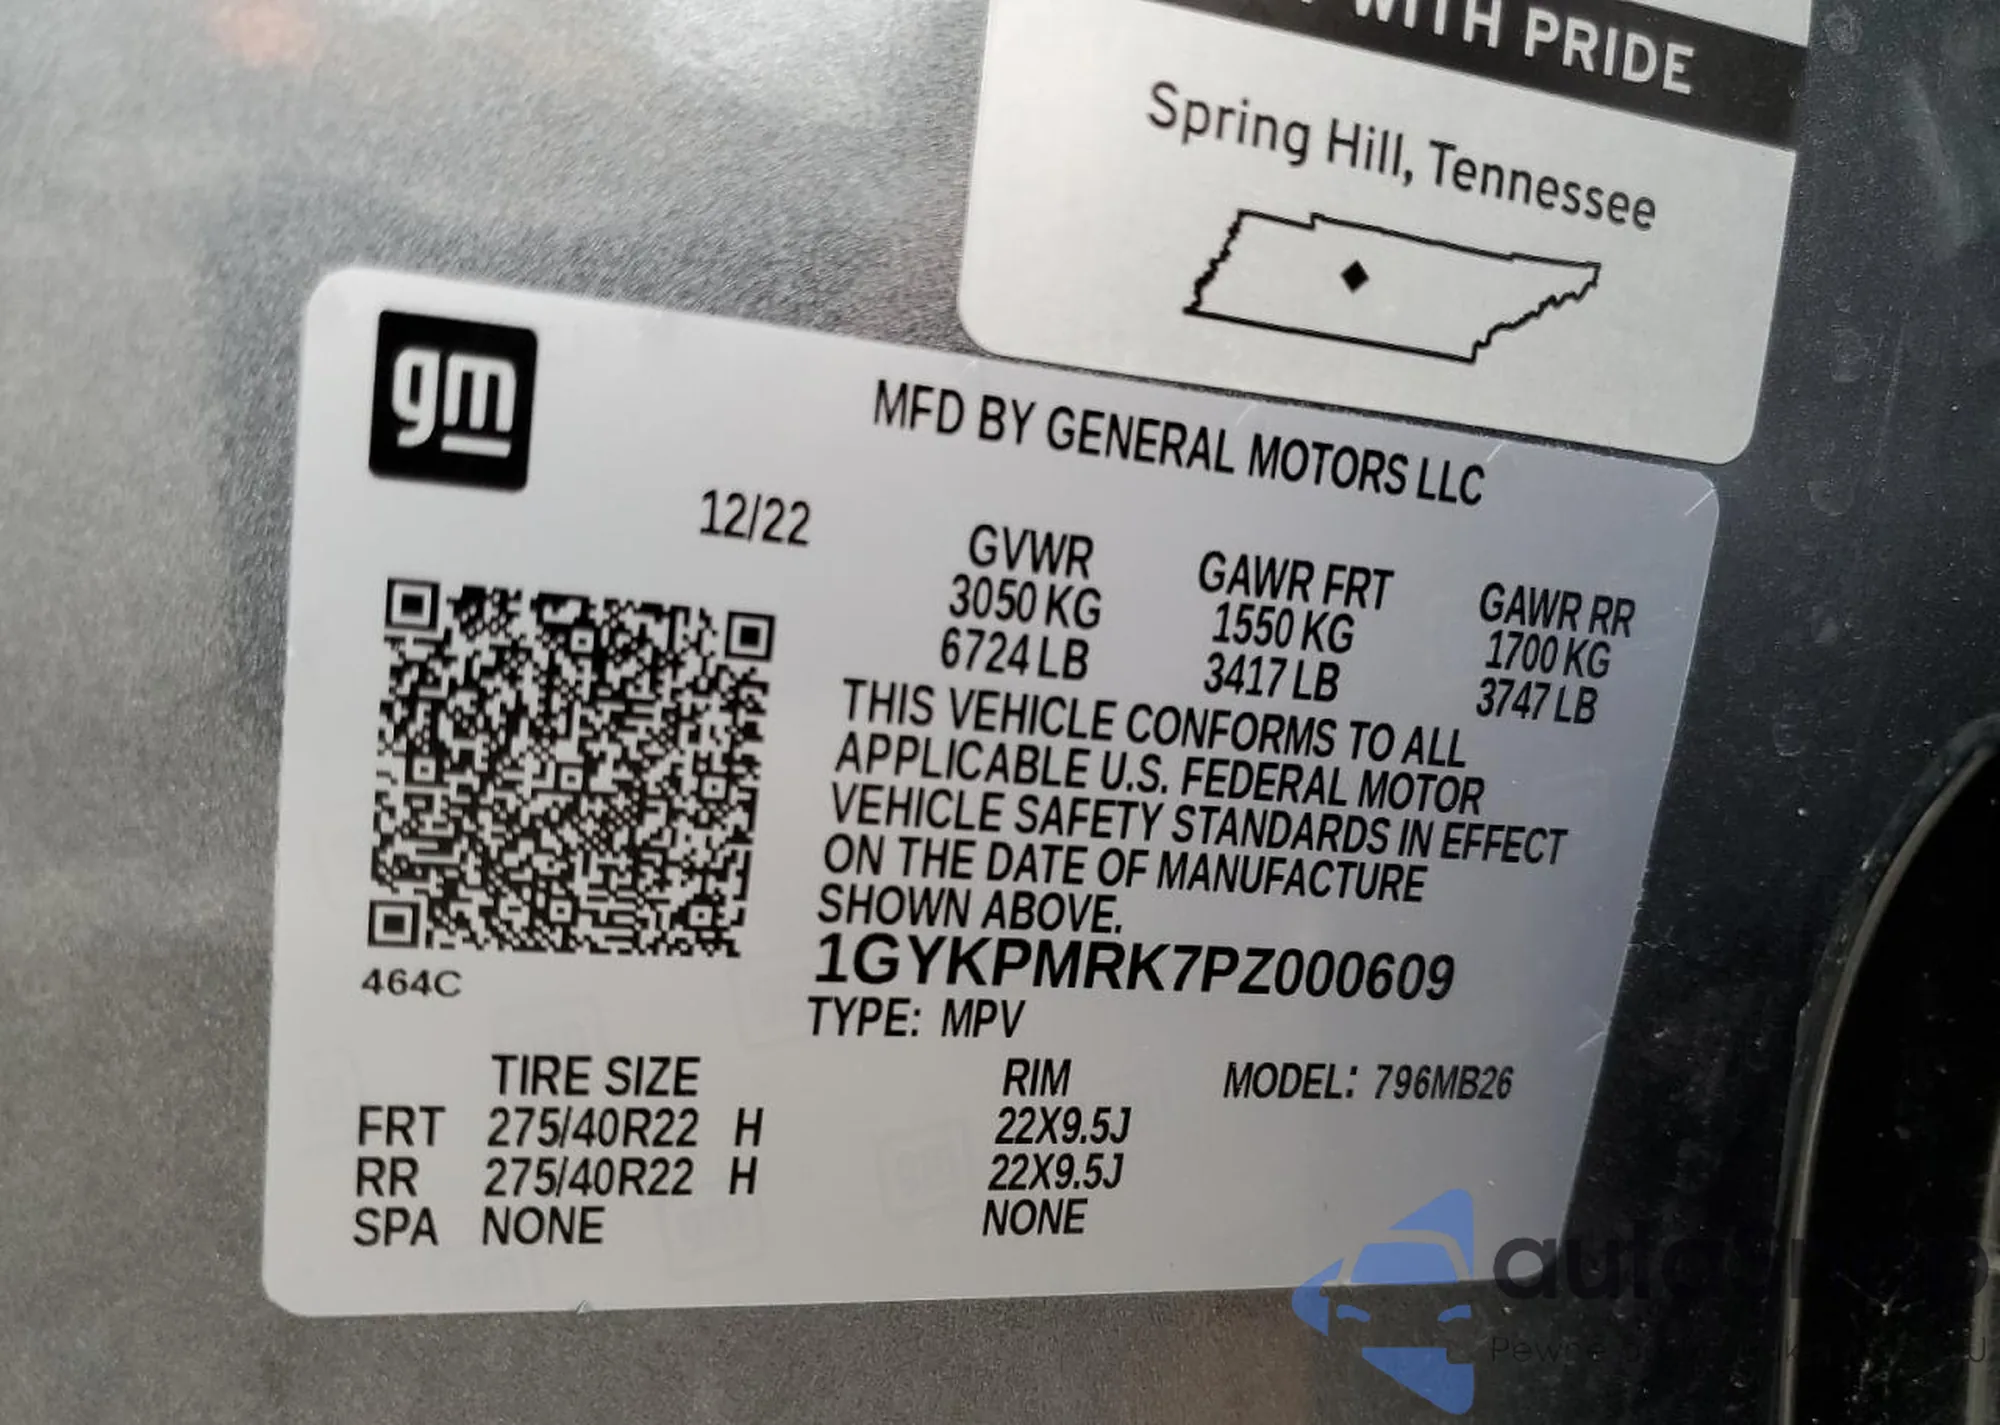 WITH PRIDE
Spring Hill, Tennessee
gm
MFD BY GENERAL MOTORS LLC
12/22
GVWR GAWR FRT GAWR RR
3050 KG 1550 KG 1700 KG
6724 LB 3417 LB 3747 LB
THIS VEHICLE CONFORMS TO ALL
APPLICABLE U.S. FEDERAL MOTOR
VEHICLE SAFETY STANDARDS IN EFFECT
ON THE DATE OF MANUFACTURE
SHOWN ABOVE.
1GYKPMRK7PZ000609
464C
TYPE: MPV
TIRE SIZE RIM MODEL: 796MB26
FRT 275/40R22 H 22X9.5J
RR 275/40R22 H 22X9.5J
SPA NONE NONE
Pewne